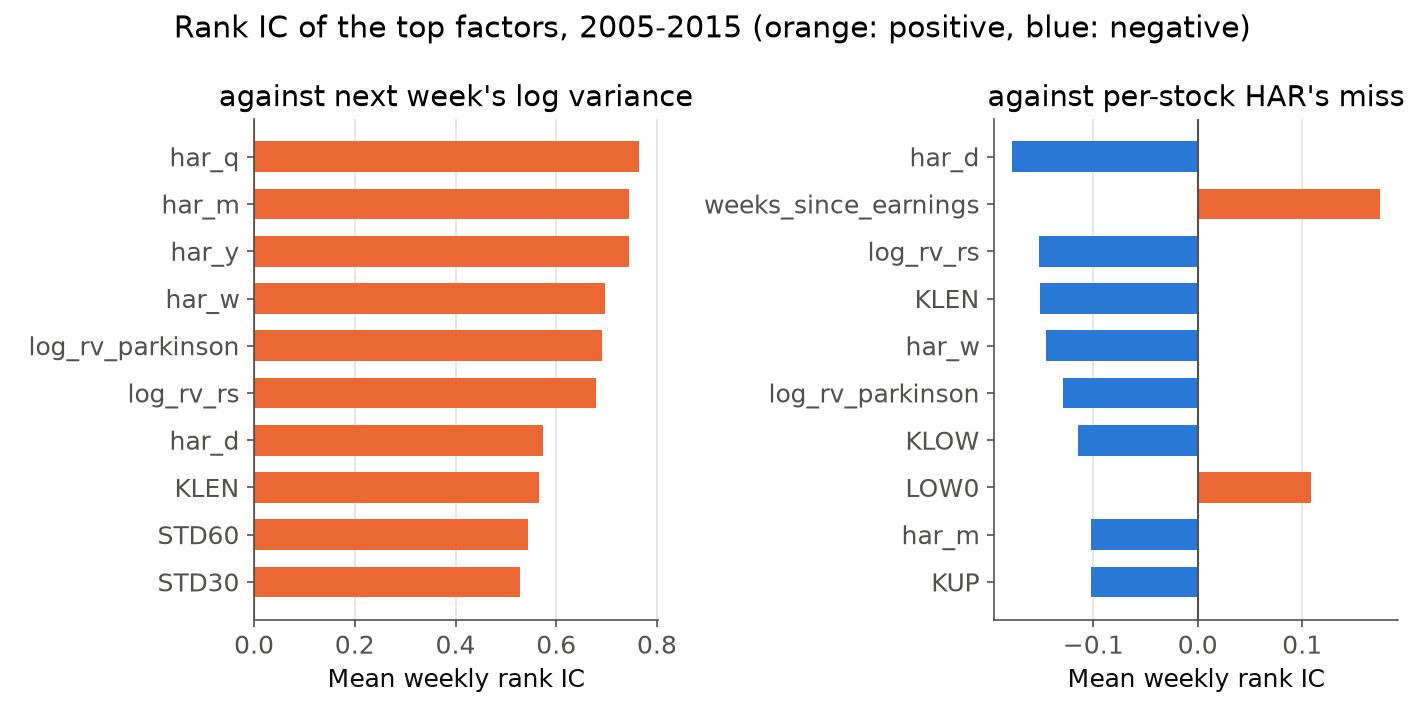 Rank IC of the top factors, 2005-2015 (orange: positive, blue: negative)
against next week's log variance
har_q
har_m
har_y
har_w
log_rv_parkinson
log_rv_rs
har_d
KLEN
STD60
STD30
0.0 0.2 0.4 0.6 0.8
Mean weekly rank IC
against per-stock HAR's miss
har_d
weeks_since_earnings
log_rv_rs
KLEN
har_w
log_rv_parkinson
KLOW
LOW0
har_m
KUP
−0.1 0.0 0.1
Mean weekly rank IC